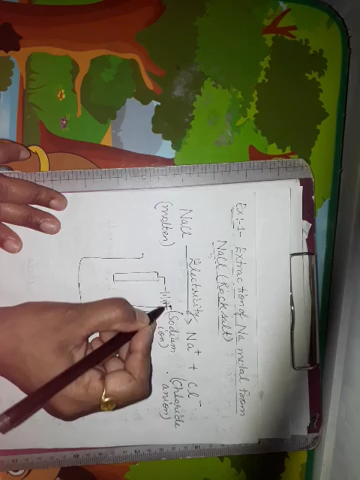 Ex:-1- Extraction of Na metal from
NaCl (Rock salt)
NaCl Electricity > Na⁺ + Cl⁻
(molten) (Sodium ion) (Chloride anion)